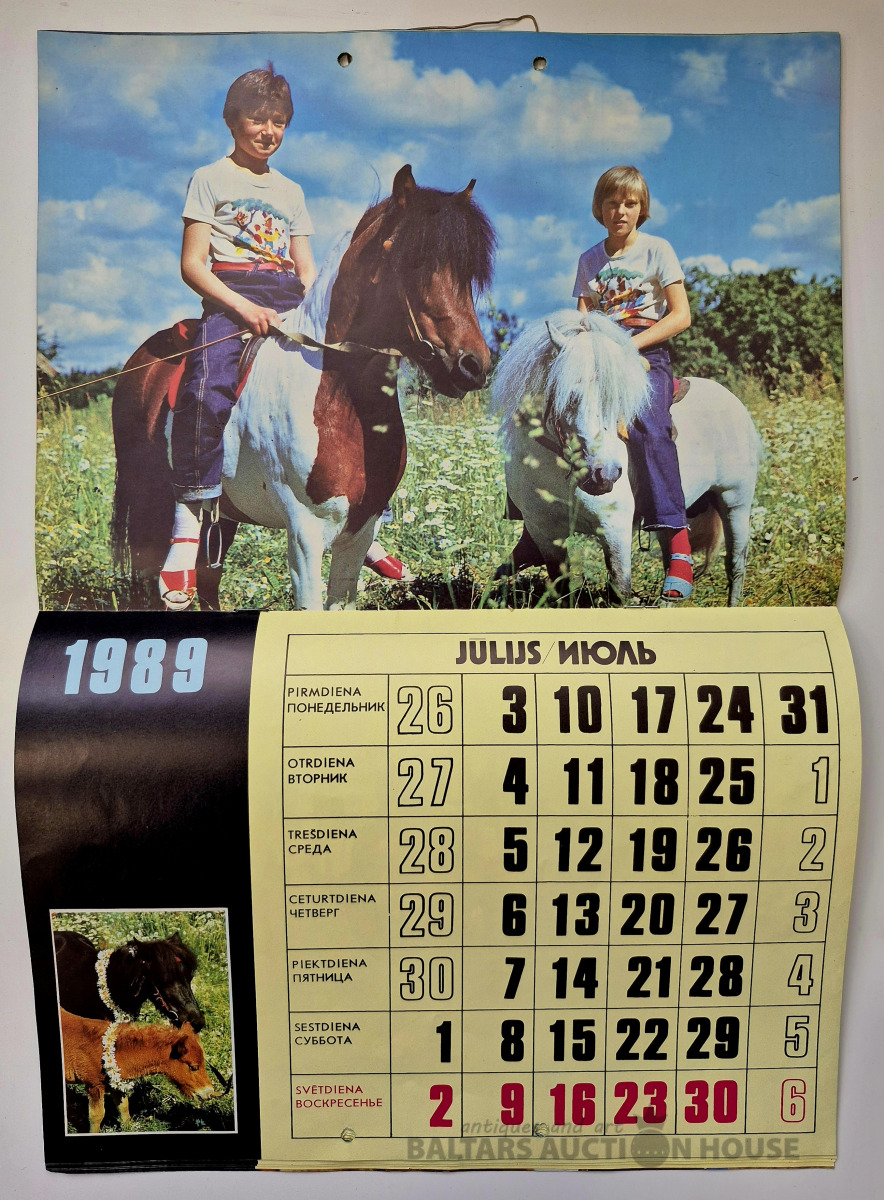 1989
JŪLIJS/ИЮЛЬ
PIRMDIENA 26 3 10 17 24 31
ПОНЕДЕЛЬНИК
OTRDIENA 27 4 11 18 25 1
ВТОРНИК
TREŠDIENA 28 5 12 19 26 2
СРЕДА
CETURTDIENA 29 6 13 20 27 3
ЧЕТВЕРГ
PIEKTDIENA 30 7 14 21 28 4
ПЯТНИЦА
SESTDIENA 1 8 15 22 29 5
СУББОТА
SVĒTDIENA 2 9 16 23 30 6
ВОСКРЕСЕНЬЕ
antiques and art
BALTARS AUCTION HOUSE